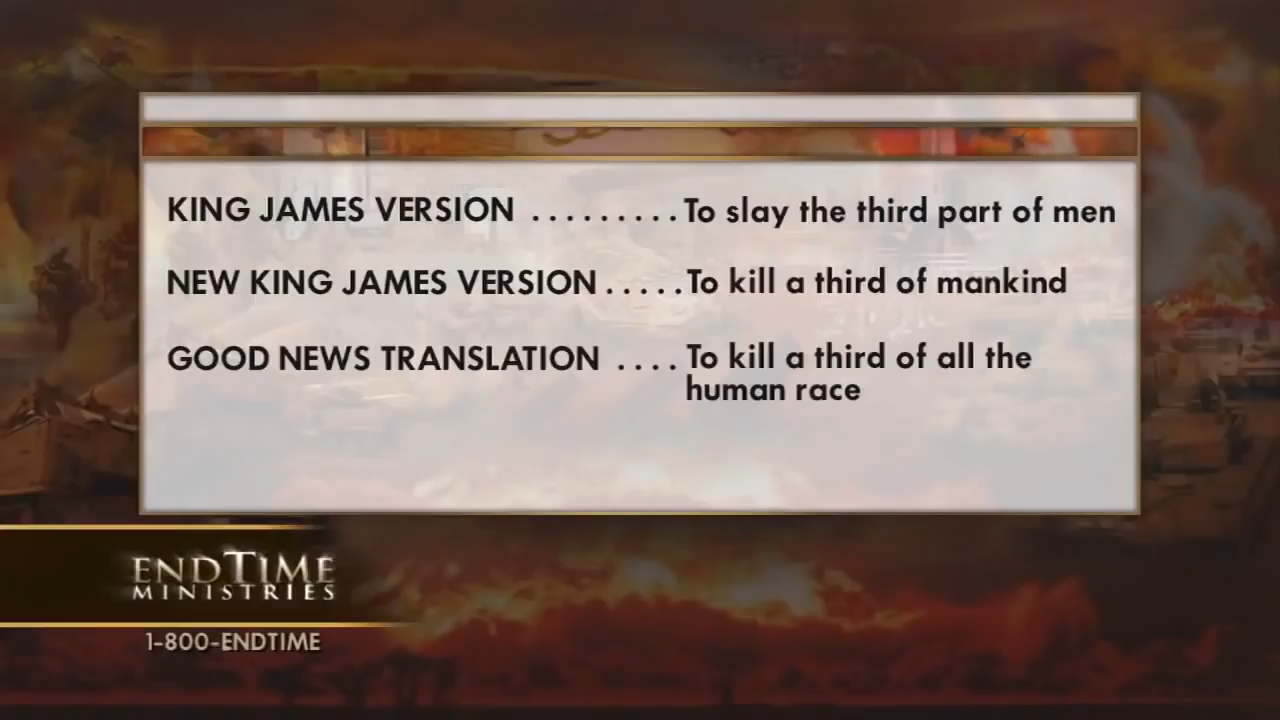 KING JAMES VERSION ......... To slay the third part of men
NEW KING JAMES VERSION ..... To kill a third of mankind
GOOD NEWS TRANSLATION .... To kill a third of all the
human race
ENDTIME
MINISTRIES
1-800-ENDTIME